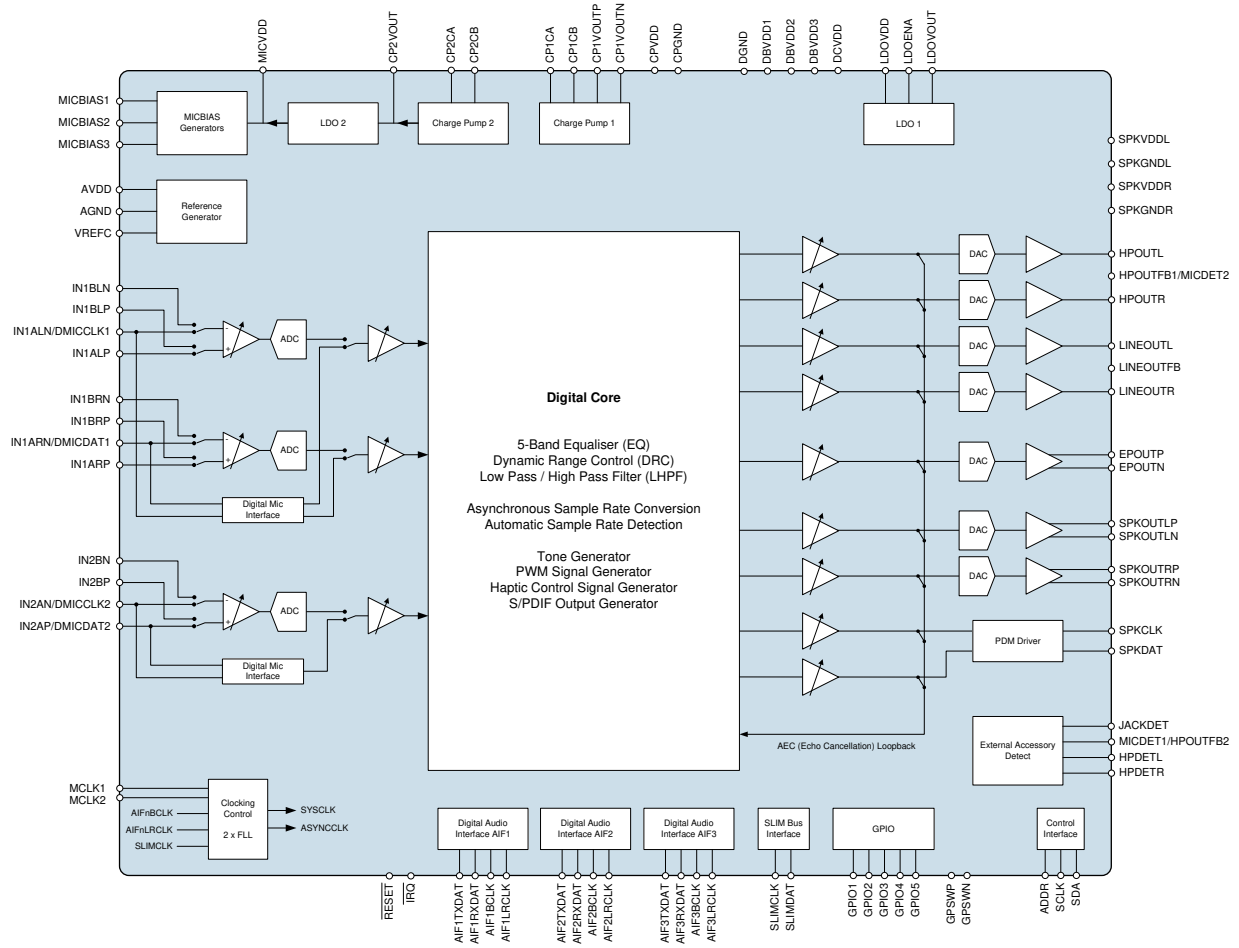 MICVDD
CP2VOUT
CP2CA
CP2CB
CP1CA
CP1CB
CP1VOUTP
CP1VOUTN
CPVDD
CPGND
DGND
DBVDD1
DBVDD2
DBVDD3
DCVDD
LDOVDD
LDOENA
LDOVOUT
MICBIAS1
MICBIAS2
MICBIAS3
MICBIAS
Generators
LDO 2
Charge Pump 2
Charge Pump 1
LDO 1
SPKVDDL
SPKGNDL
SPKVDDR
SPKGNDR
AVDD
AGND
VREFC
Reference
Generator
IN1BLN
IN1BLP
IN1ALN/DMICCLK1
IN1ALP
-
+
ADC
IN1BRN
IN1BRP
IN1ARN/DMICDAT1
IN1ARP
-
+
ADC
Digital Mic
Interface
IN2BN
IN2BP
IN2AN/DMICCLK2
IN2AP/DMICDAT2
-
+
ADC
Digital Mic
Interface
Digital Core
5-Band Equaliser (EQ)
Dynamic Range Control (DRC)
Low Pass / High Pass Filter (LHPF)
Asynchronous Sample Rate Conversion
Automatic Sample Rate Detection
Tone Generator
PWM Signal Generator
Haptic Control Signal Generator
S/PDIF Output Generator
DAC
HPOUTL
HPOUTFB1/MICDET2
DAC
HPOUTR
DAC
LINEOUTL
LINEOUTFB
DAC
LINEOUTR
DAC
EPOUTP
EPOUTN
DAC
SPKOUTLP
SPKOUTLN
DAC
SPKOUTRP
SPKOUTRN
PDM Driver
SPKCLK
SPKDAT
AEC (Echo Cancellation) Loopback
External Accessory
Detect
JACKDET
MICDET1/HPOUTFB2
HPDETL
HPDETR
MCLK1
MCLK2
AIFnBCLK
AIFnLRCLK
SLIMCLK
Clocking
Control
2 x FLL
SYSCLK
ASYNCCLK
Digital Audio
Interface AIF1
Digital Audio
Interface AIF2
Digital Audio
Interface AIF3
SLIM Bus
Interface
GPIO
Control
Interface
RESET
IRQ
AIF1TXDAT
AIF1RXDAT
AIF1BCLK
AIF1LRCLK
AIF2TXDAT
AIF2RXDAT
AIF2BCLK
AIF2LRCLK
AIF3TXDAT
AIF3RXDAT
AIF3BCLK
AIF3LRCLK
SLIMCLK
SLIMDAT
GPIO1
GPIO2
GPIO3
GPIO4
GPIO5
GPSWP
GPSWN
ADDR
SCLK
SDA